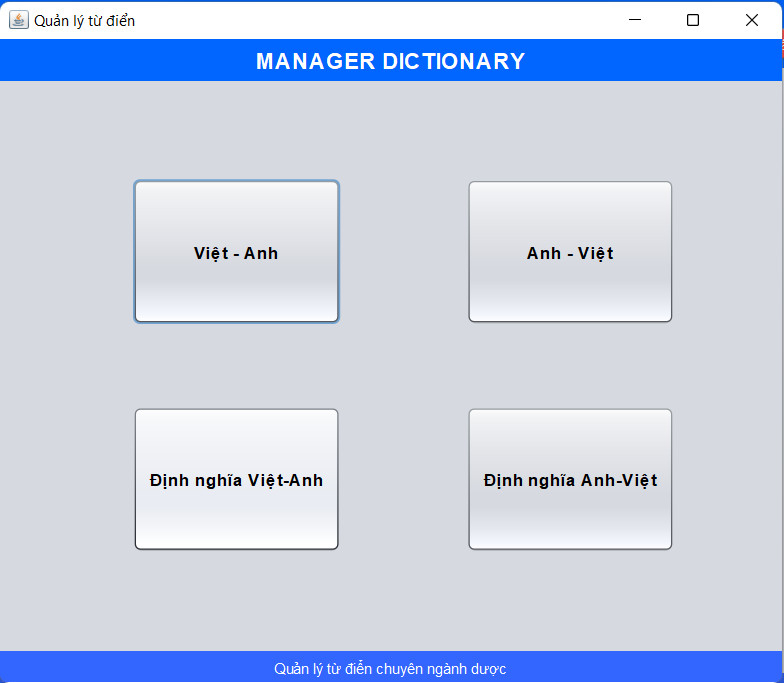 Quản lý từ điển
MANAGER DICTIONARY
Việt - Anh
Anh - Việt
Định nghĩa Việt-Anh
Định nghĩa Anh-Việt
Quản lý từ điển chuyên ngành dược